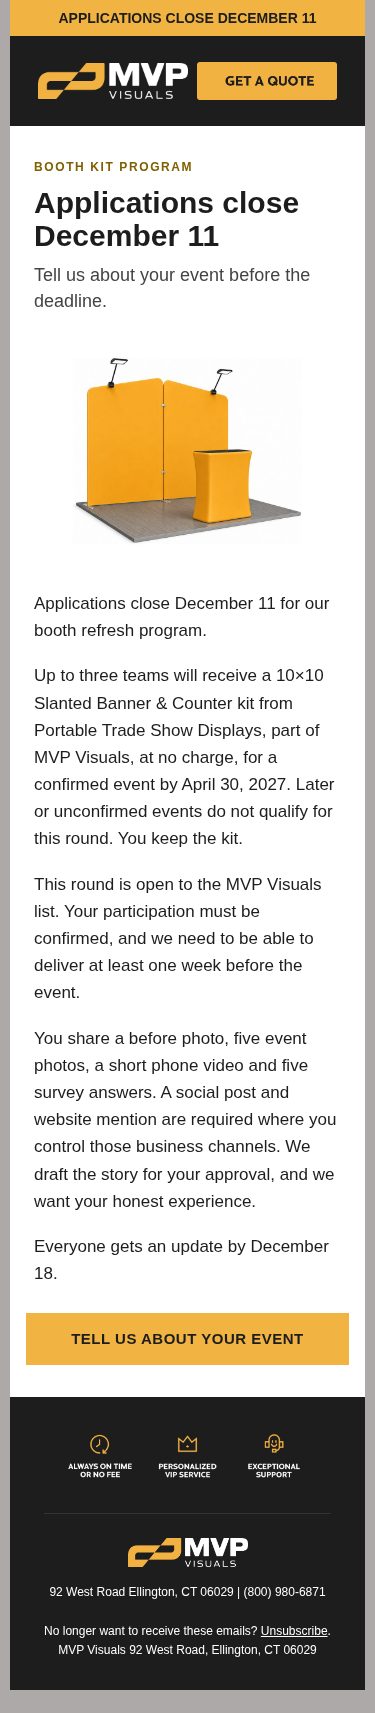 APPLICATIONS CLOSE DECEMBER 11
MVP
VISUALS
GET A QUOTE
BOOTH KIT PROGRAM
Applications close
December 11
Tell us about your event before the
deadline.
Applications close December 11 for our
booth refresh program.
Up to three teams will receive a 10×10
Slanted Banner & Counter kit from
Portable Trade Show Displays, part of
MVP Visuals, at no charge, for a
confirmed event by April 30, 2027. Later
or unconfirmed events do not qualify for
this round. You keep the kit.
This round is open to the MVP Visuals
list. Your participation must be
confirmed, and we need to be able to
deliver at least one week before the
event.
You share a before photo, five event
photos, a short phone video and five
survey answers. A social post and
website mention are required where you
control those business channels. We
draft the story for your approval, and we
want your honest experience.
Everyone gets an update by December
18.
TELL US ABOUT YOUR EVENT
ALWAYS ON TIME
OR NO FEE
PERSONALIZED
VIP SERVICE
EXCEPTIONAL
SUPPORT
MVP
VISUALS
92 West Road Ellington, CT 06029 | (800) 980-6871
No longer want to receive these emails? Unsubscribe.
MVP Visuals 92 West Road, Ellington, CT 06029